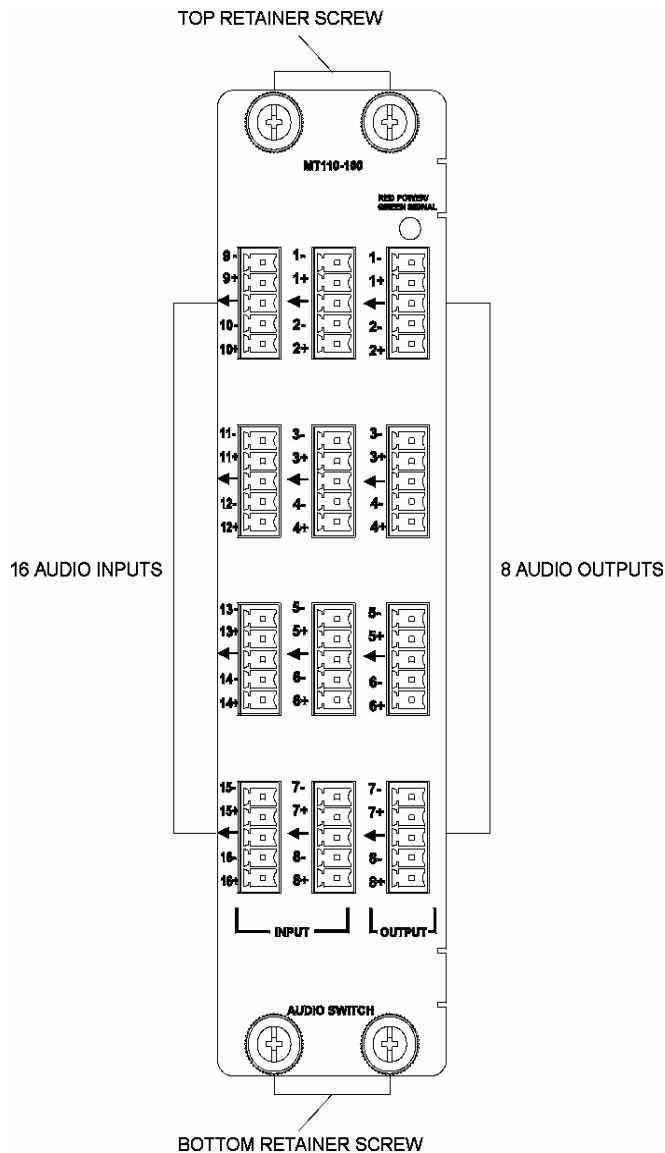 TOP RETAINER SCREW
MT110-100
RED POWER/
GREEN SIGNAL
9- 1- 1-
9+ 1+ 1+
10- 2- 2-
10+ 2+ 2+
11- 3- 3-
11+ 3+ 3+
12- 4- 4-
12+ 4+ 4+
16 AUDIO INPUTS 8 AUDIO OUTPUTS
13- 5- 5-
13+ 5+ 5+
14- 6- 6-
14+ 6+ 6+
15- 7- 7-
15+ 7+ 7+
16- 8- 8-
16+ 8+ 8+
INPUT OUTPUT
AUDIO SWITCH
BOTTOM RETAINER SCREW